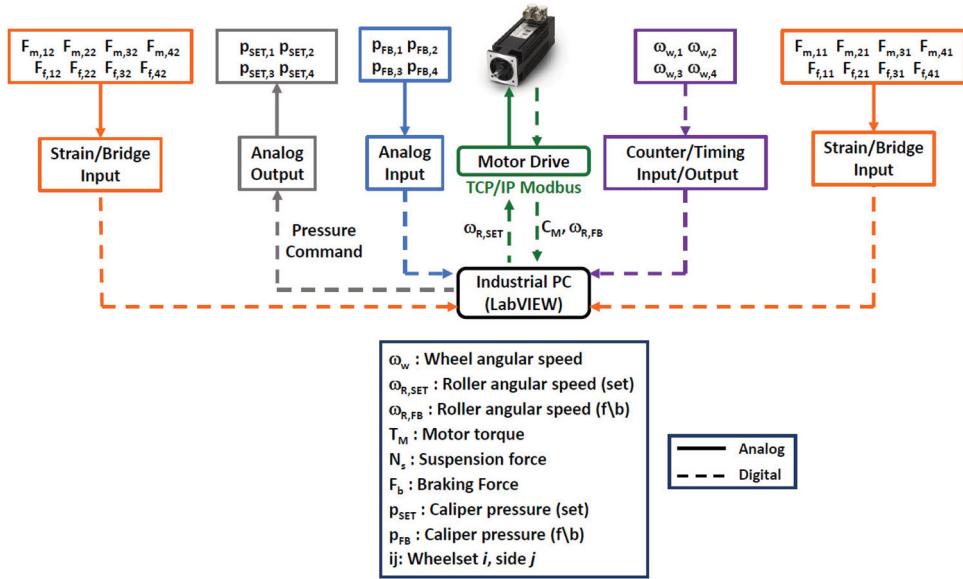 F_m,12 F_m,22 F_m,32 F_m,42
F_f,12 F_f,22 F_f,32 F_f,42
p_SET,1 p_SET,2
p_SET,3 p_SET,4
p_FB,1 p_FB,2
p_FB,3 p_FB,4
ω_w,1 ω_w,2
ω_w,3 ω_w,4
F_m,11 F_m,21 F_m,31 F_m,41
F_f,11 F_f,21 F_f,31 F_f,41
Strain/Bridge
Input
Analog
Output
Analog
Input
Motor Drive
TCP/IP Modbus
Counter/Timing
Input/Output
Strain/Bridge
Input
Pressure
Command
ω_R,SET
C_M, ω_R,FB
Industrial PC
(LabVIEW)
ω_w : Wheel angular speed
ω_R,SET : Roller angular speed (set)
ω_R,FB : Roller angular speed (f\b)
T_M : Motor torque
N_s : Suspension force
F_b : Braking Force
p_SET : Caliper pressure (set)
p_FB : Caliper pressure (f\b)
ij: Wheelset i, side j
Analog
Digital